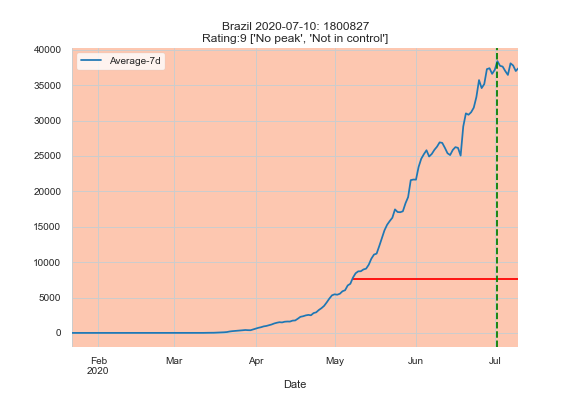 Brazil 2020-07-10: 1800827
Rating:9 ['No peak', 'Not in control']
Average-7d
40000
35000
30000
25000
20000
15000
10000
5000
0
Feb Mar Apr May Jun Jul
2020
Date